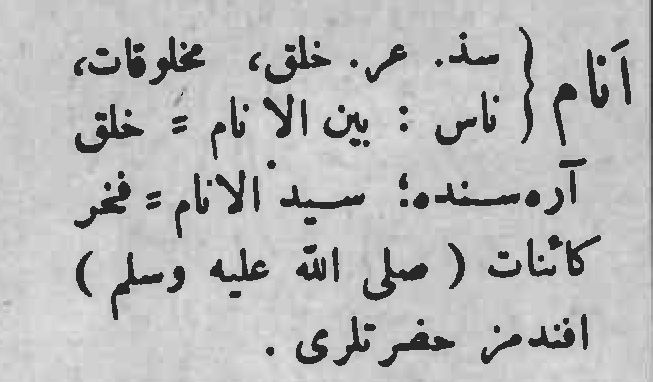 اَنام { سذ. عر. خلق، مخلوقات،
ناس : بين الانام = خلق
آره‌سنده؛ سيد الانام = فخر
كائنات ( صلى الله عليه وسلم )
افندمز حضرتلرى .